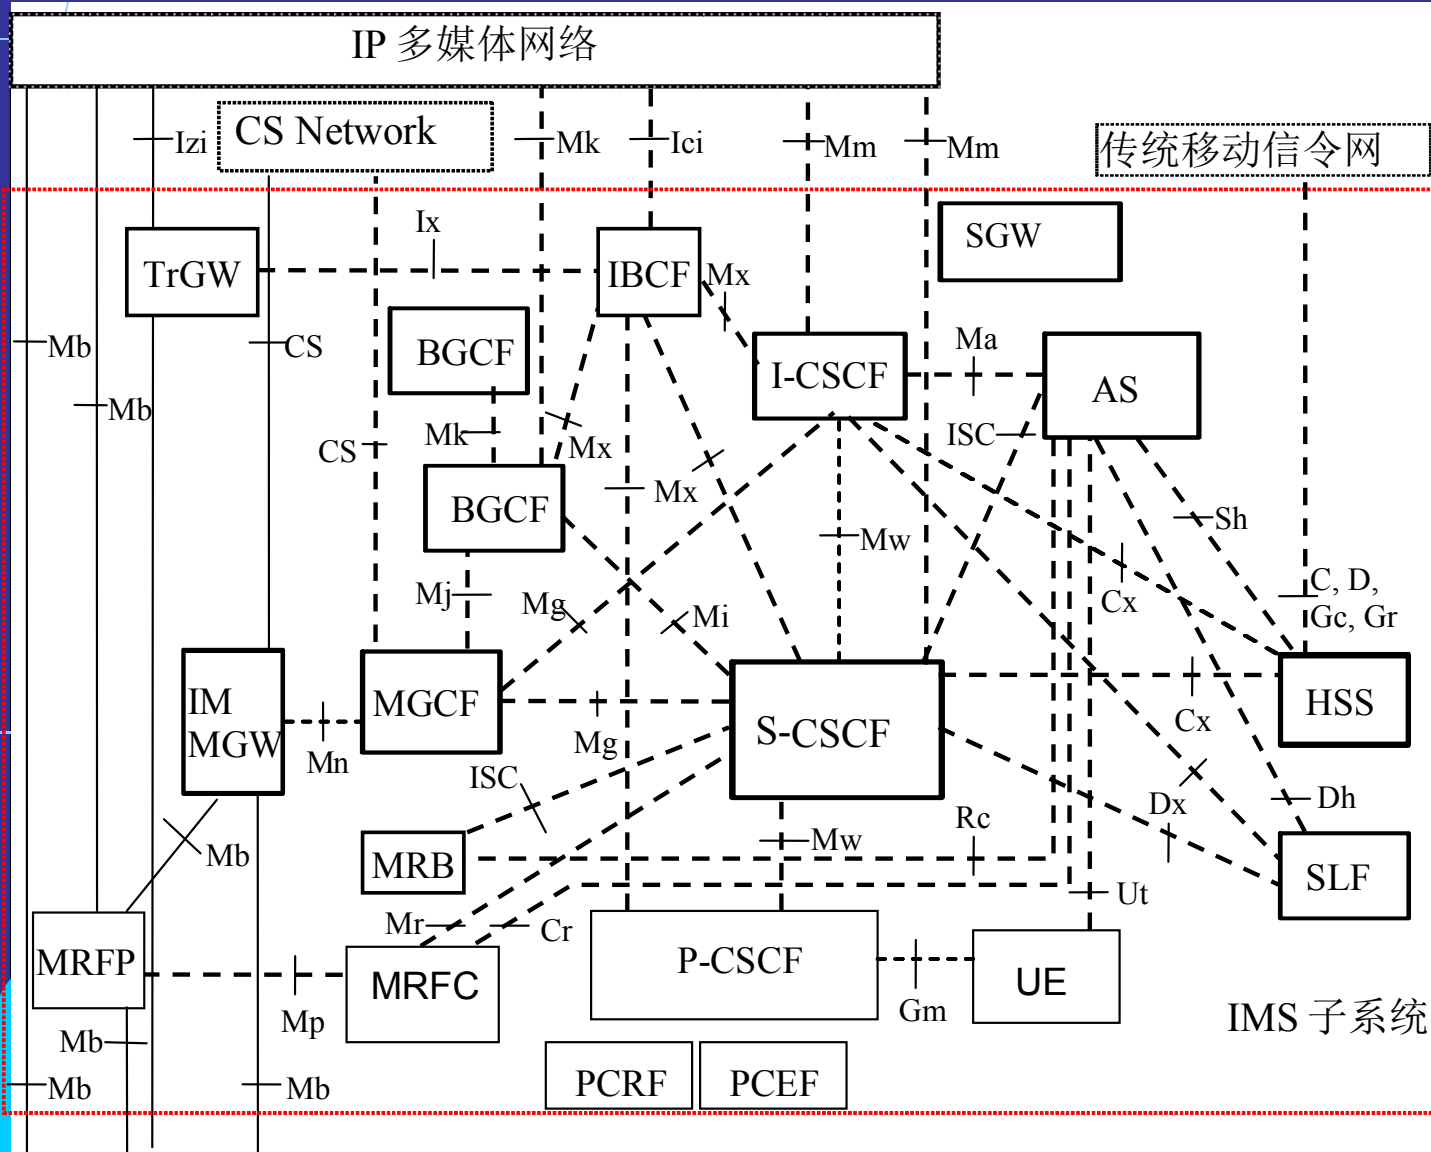 IP 多媒体网络
CS Network
传统移动信令网
Izi
Mk
Ici
Mm
Mm
Ix
SGW
TrGW
IBCF
Mx
Mb
CS
BGCF
I-CSCF
Ma
AS
Mb
CS
Mk
Mx
ISC
Mx
BGCF
Mw
Sh
Mj
Mg
Mi
Cx
C, D,
Gc, Gr
IM
MGW
MGCF
S-CSCF
HSS
Mn
Mg
Cx
ISC
Mb
MRB
Mw
Rc
Dx
Dh
SLF
Mr
Cr
Ut
MRFP
MRFC
P-CSCF
UE
Mp
Gm
IMS 子系统
Mb
Mb
Mb
PCRF
PCEF